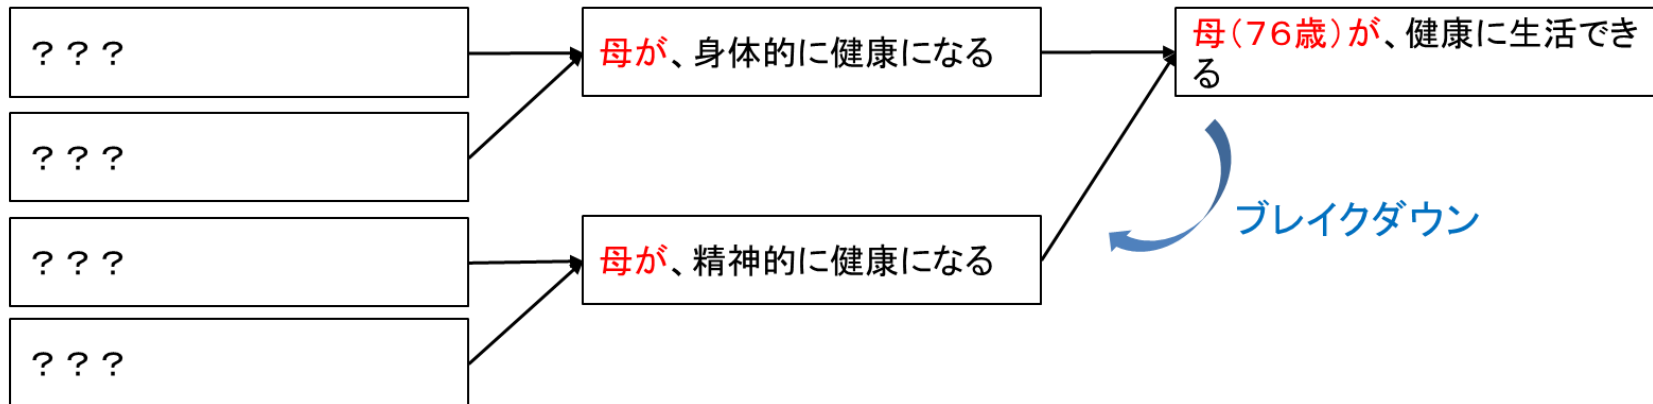 ？？？
母が、身体的に健康になる
母（７６歳）が、健康に生活でき
る
？？？
ブレイクダウン
？？？
母が、精神的に健康になる
？？？